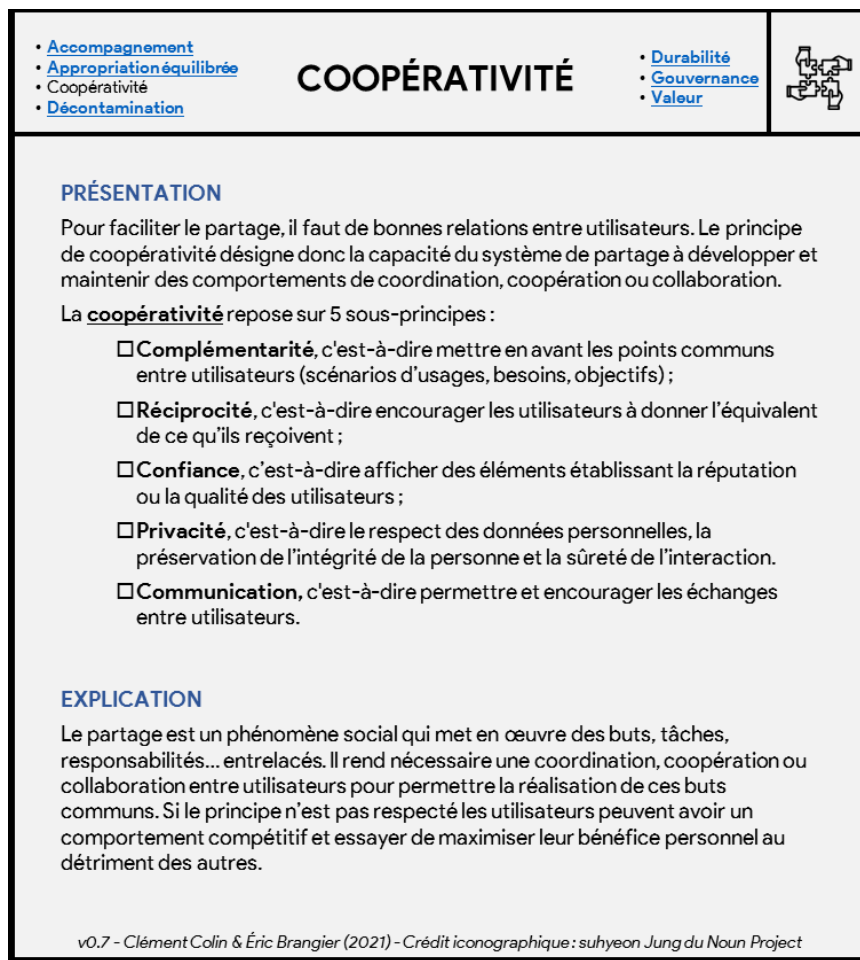 • Accompagnement
• Appropriation équilibrée
• Coopérativité
• Décontamination
COOPÉRATIVITÉ
• Durabilité
• Gouvernance
• Valeur
PRÉSENTATION
Pour faciliter le partage, il faut de bonnes relations entre utilisateurs. Le principe
de coopérativité désigne donc la capacité du système de partage à développer et
maintenir des comportements de coordination, coopération ou collaboration.
La coopérativité repose sur 5 sous-principes :
☐ Complémentarité, c'est-à-dire mettre en avant les points communs
entre utilisateurs (scénarios d'usages, besoins, objectifs) ;
☐ Réciprocité, c'est-à-dire encourager les utilisateurs à donner l'équivalent
de ce qu'ils reçoivent ;
☐ Confiance, c'est-à-dire afficher des éléments établissant la réputation
ou la qualité des utilisateurs ;
☐ Privacité, c'est-à-dire le respect des données personnelles, la
préservation de l'intégrité de la personne et la sûreté de l'interaction.
☐ Communication, c'est-à-dire permettre et encourager les échanges
entre utilisateurs.
EXPLICATION
Le partage est un phénomène social qui met en œuvre des buts, tâches,
responsabilités... entrelacés. Il rend nécessaire une coordination, coopération ou
collaboration entre utilisateurs pour permettre la réalisation de ces buts
communs. Si le principe n'est pas respecté les utilisateurs peuvent avoir un
comportement compétitif et essayer de maximiser leur bénéfice personnel au
détriment des autres.
v0.7 - Clément Colin & Éric Brangier (2021) - Crédit iconographique : suhyeon Jung du Noun Project